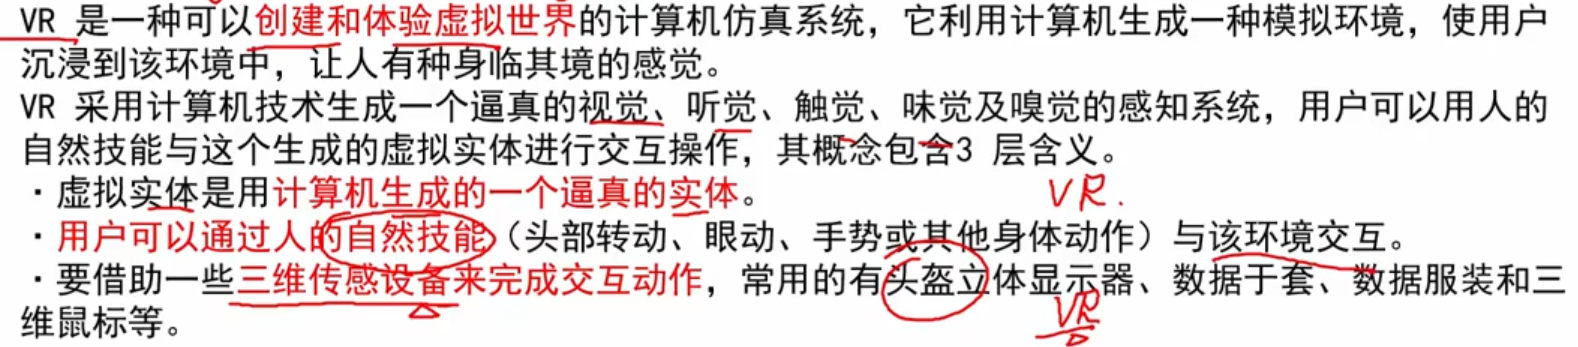 VR 是一种可以创建和体验虚拟世界的计算机仿真系统，它利用计算机生成一种模拟环境，使用户
沉浸到该环境中，让人有种身临其境的感觉。
VR 采用计算机技术生成一个逼真的视觉、听觉、触觉、味觉及嗅觉的感知系统，用户可以用人的
自然技能与这个生成的虚拟实体进行交互操作，其概念包含3 层含义。
·虚拟实体是用计算机生成的一个逼真的实体。
VR.
·用户可以通过人的自然技能（头部转动、眼动、手势或其他身体动作）与该环境交互。
·要借助一些三维传感设备来完成交互动作，常用的有头盔立体显示器、数据于套、数据服装和三
维鼠标等。
VR